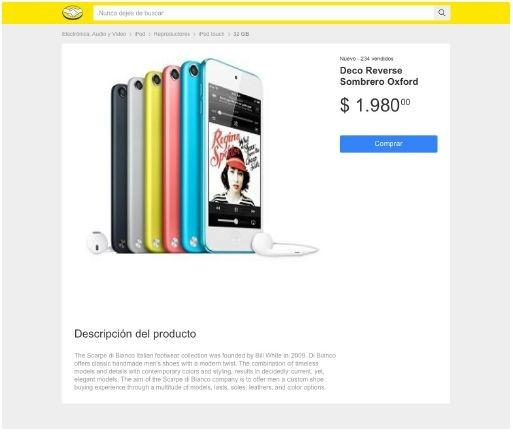 Nunca dejes de buscar
Electrónica, Audio y Video > iPod > Reproductores > iPod touch > 32 GB
Nuevo - 234 vendidos
Deco Reverse
Sombrero Oxford
$ 1.980⁰⁰
Comprar
Regina
Spektor
Descripción del producto
The Scarpe di Bianco Italian footwear collection was founded by Bill White in 2009. Di Bianco
offers classic handmade men's shoes with a modern twist. The combination of timeless
models and details with contemporary colors and styling, results in decidedly current, yet,
elegant models. The aim of the Scarpe di Bianco company is to offer men a custom shoe
buying experience through a multitude of models, lasts, soles, leathers, and color options.